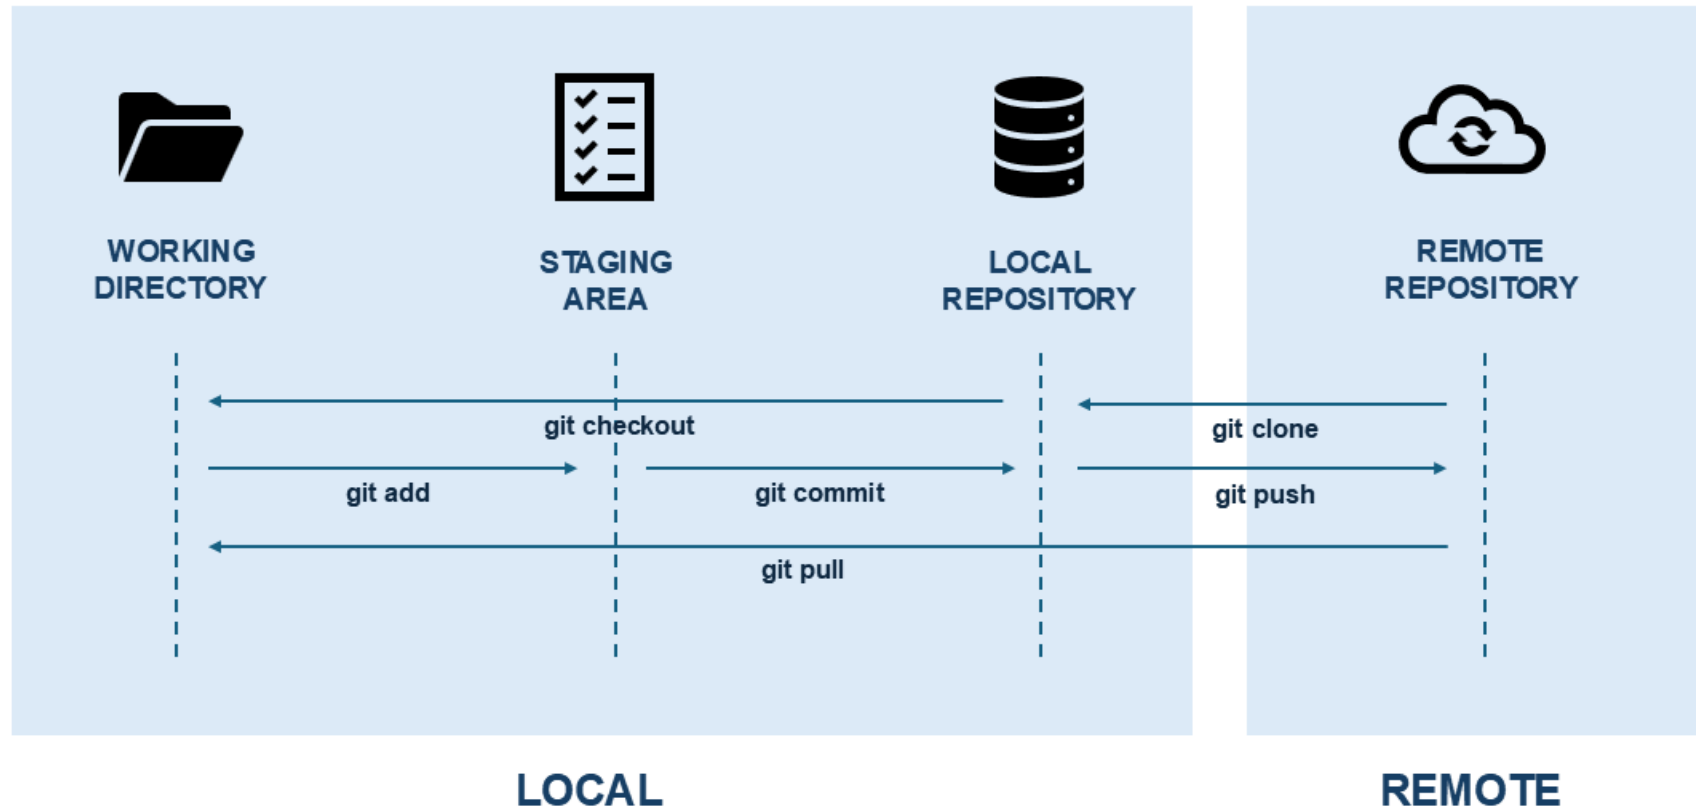 WORKING
DIRECTORY
STAGING
AREA
LOCAL
REPOSITORY
REMOTE
REPOSITORY
git checkout
git clone
git add
git commit
git push
git pull
LOCAL
REMOTE